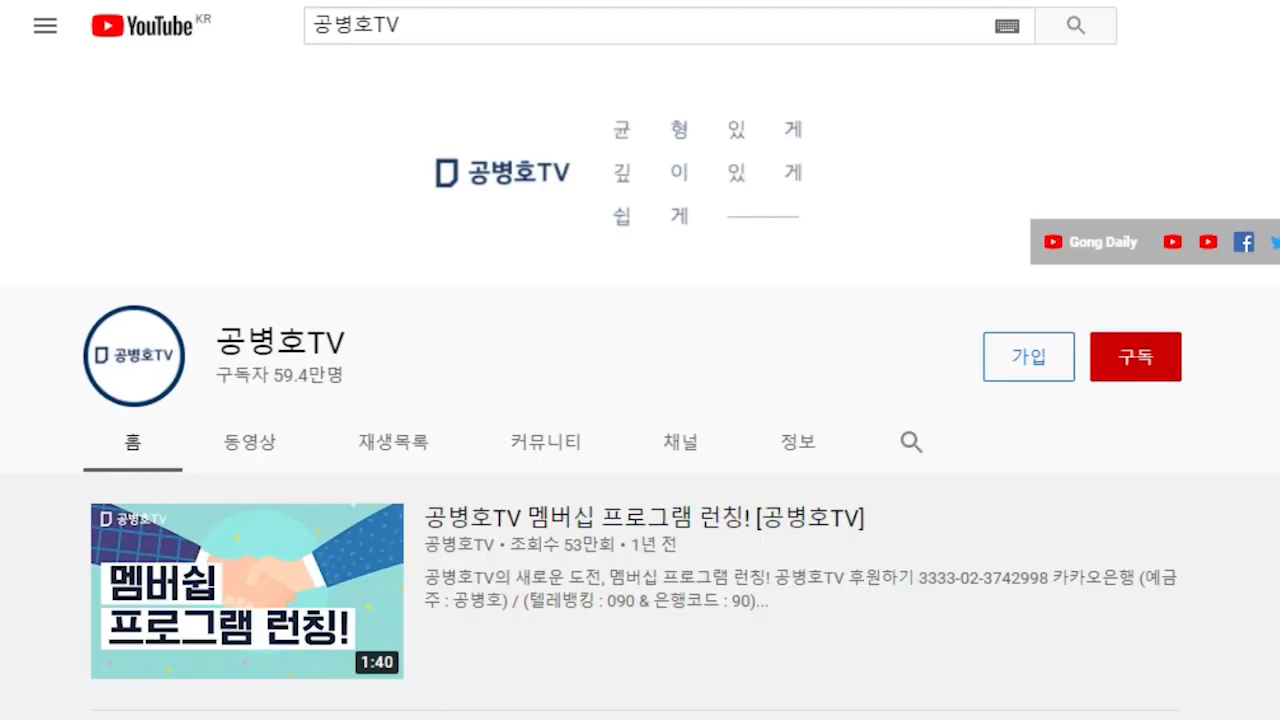 YouTube KR
공병호TV
균 형 있 게
공병호TV
깊 이 있 게
쉽 게
Gong Daily
공병호TV
공병호TV
구독자 59.4만명
가입
구독
홈
동영상
재생목록
커뮤니티
채널
정보
공병호TV
멤버쉽
프로그램 런칭!
1:40
공병호TV 멤버십 프로그램 런칭! [공병호TV]
공병호TV • 조회수 53만회 • 1년 전
공병호TV의 새로운 도전, 멤버십 프로그램 런칭! 공병호TV 후원하기 3333-02-3742998 카카오은행 (예금
주 : 공병호) / (텔레뱅킹 : 090 & 은행코드 : 90)...